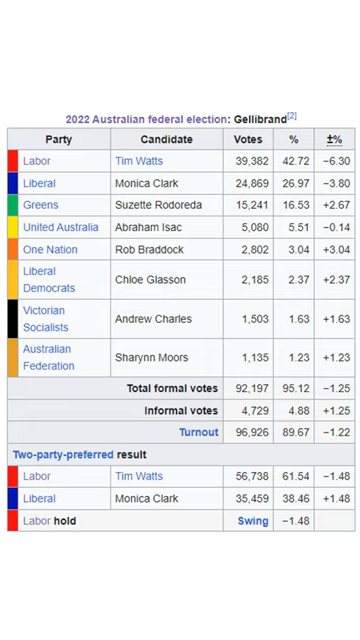 2022 Australian federal election: Gellibrand[2]
Party Candidate Votes % ±%
Labor Tim Watts 39,382 42.72 −6.30
Liberal Monica Clark 24,869 26.97 −3.80
Greens Suzette Rodoreda 15,241 16.53 +2.67
United Australia Abraham Isac 5,080 5.51 −0.14
One Nation Rob Braddock 2,802 3.04 +3.04
Liberal Democrats Chloe Glasson 2,185 2.37 +2.37
Victorian Socialists Andrew Charles 1,503 1.63 +1.63
Australian Federation Sharynn Moors 1,135 1.23 +1.23
Total formal votes 92,197 95.12 −1.25
Informal votes 4,729 4.88 +1.25
Turnout 96,926 89.67 −1.22
Two-party-preferred result
Labor Tim Watts 56,738 61.54 −1.48
Liberal Monica Clark 35,459 38.46 +1.48
Labor hold Swing −1.48